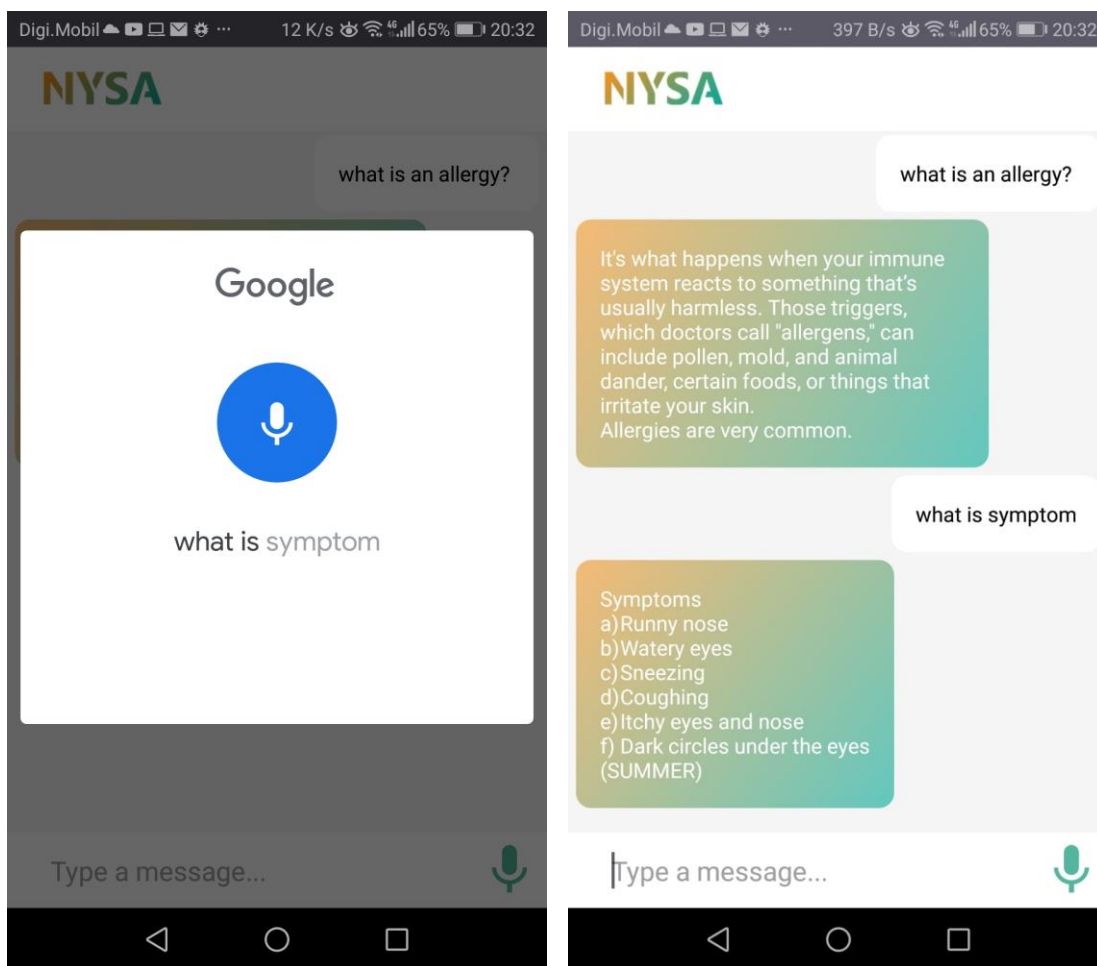 Digi.Mobil ... 12 K/s 4G 65% 20:32
NYSA
what is an allergy?
Google
what is symptom
Type a message...
Digi.Mobil ... 397 B/s 4G 65% 20:32
NYSA
what is an allergy?
It's what happens when your immune
system reacts to something that's
usually harmless. Those triggers,
which doctors call "allergens," can
include pollen, mold, and animal
dander, certain foods, or things that
irritate your skin.
Allergies are very common.
what is symptom
Symptoms
a)Runny nose
b)Watery eyes
c)Sneezing
d)Coughing
e)Itchy eyes and nose
f) Dark circles under the eyes
(SUMMER)
Type a message...